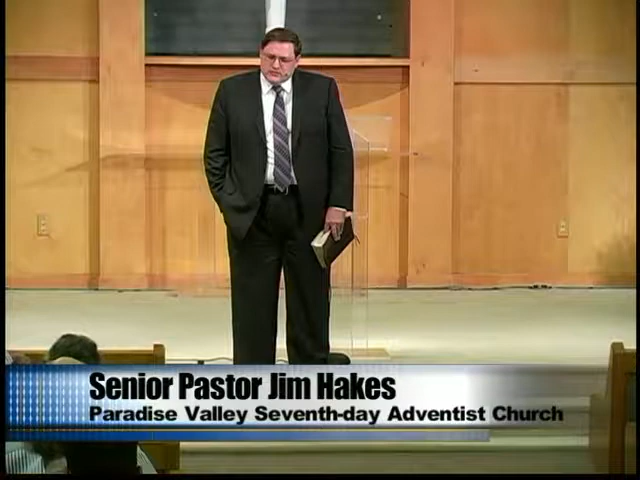 Senior Pastor Jim Hakes
Paradise Valley Seventh-day Adventist Church